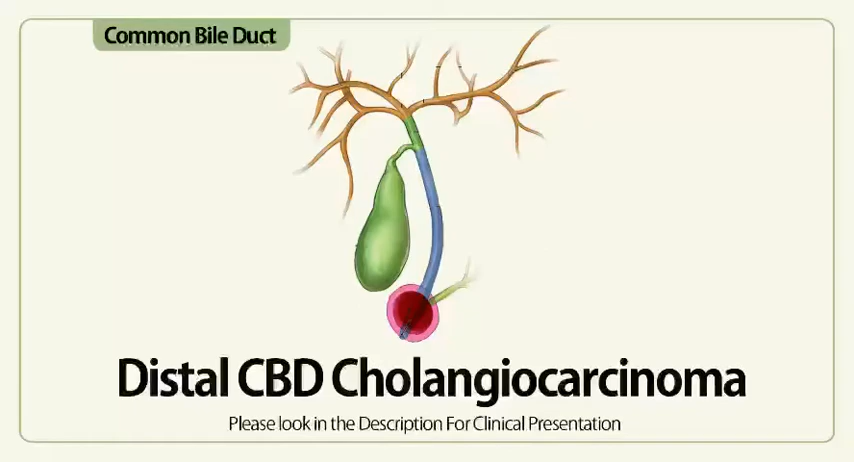 Common Bile Duct
Distal CBD Cholangiocarcinoma
Please look in the Description For Clinical Presentation